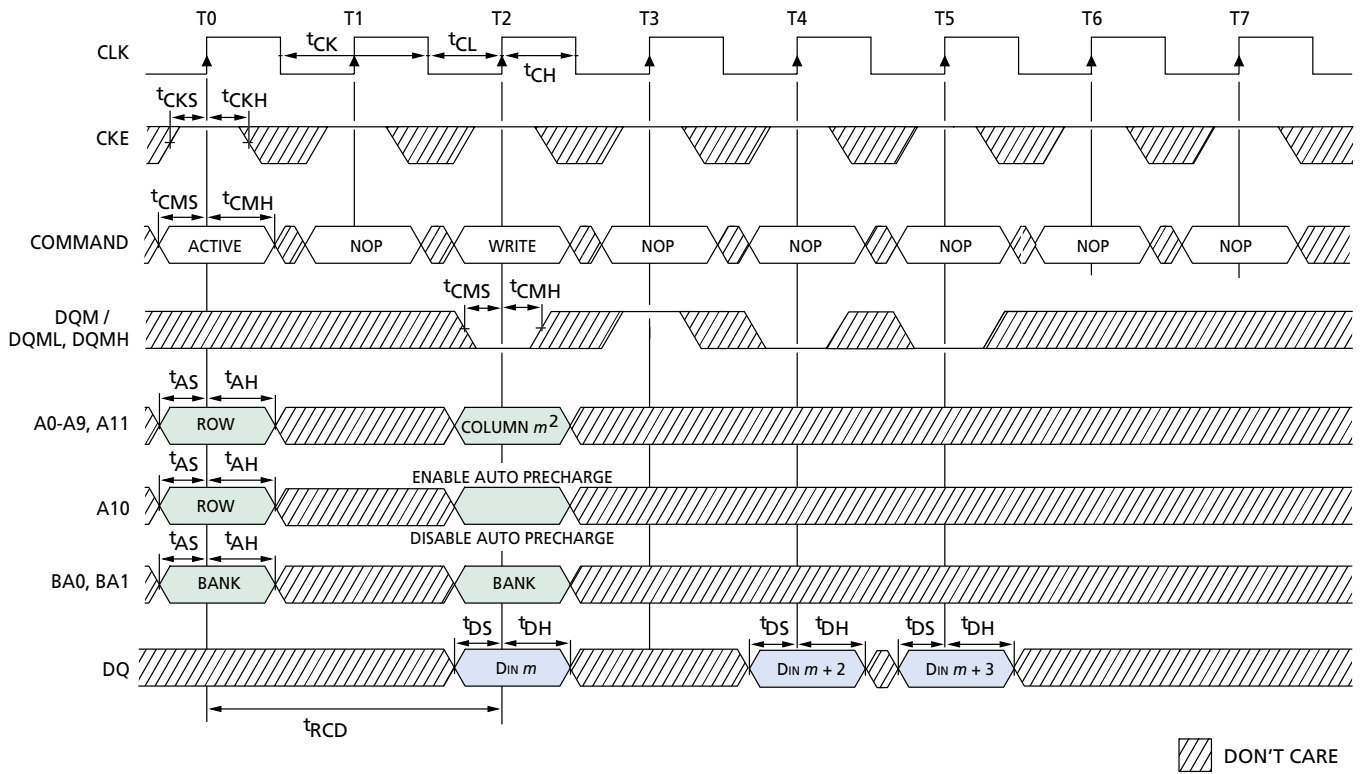 T0 T1 T2 T3 T4 T5 T6 T7
CLK
tCK tCL
tCH
tCKS tCKH
CKE
tCMS tCMH
COMMAND ACTIVE NOP WRITE NOP NOP NOP NOP NOP
tCMS tCMH
DQM /
DQML, DQMH
tAS tAH
A0-A9, A11 ROW COLUMN m2
tAS tAH
ENABLE AUTO PRECHARGE
A10 ROW
DISABLE AUTO PRECHARGE
tAS tAH
BA0, BA1 BANK BANK
tDS tDH tDS tDH tDS tDH
DQ DIN m DIN m + 2 DIN m + 3
tRCD
DON'T CARE